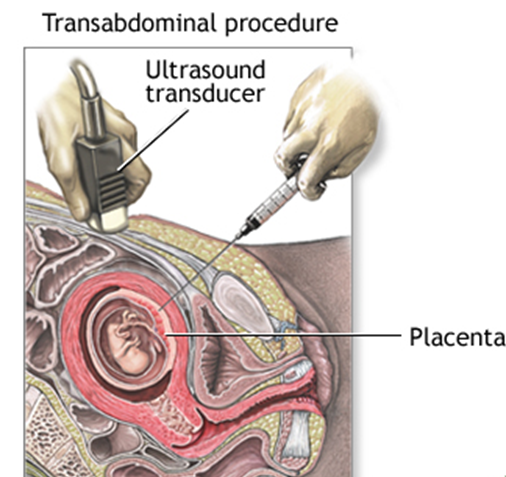 Transabdominal procedure
Ultrasound
transducer
Placenta